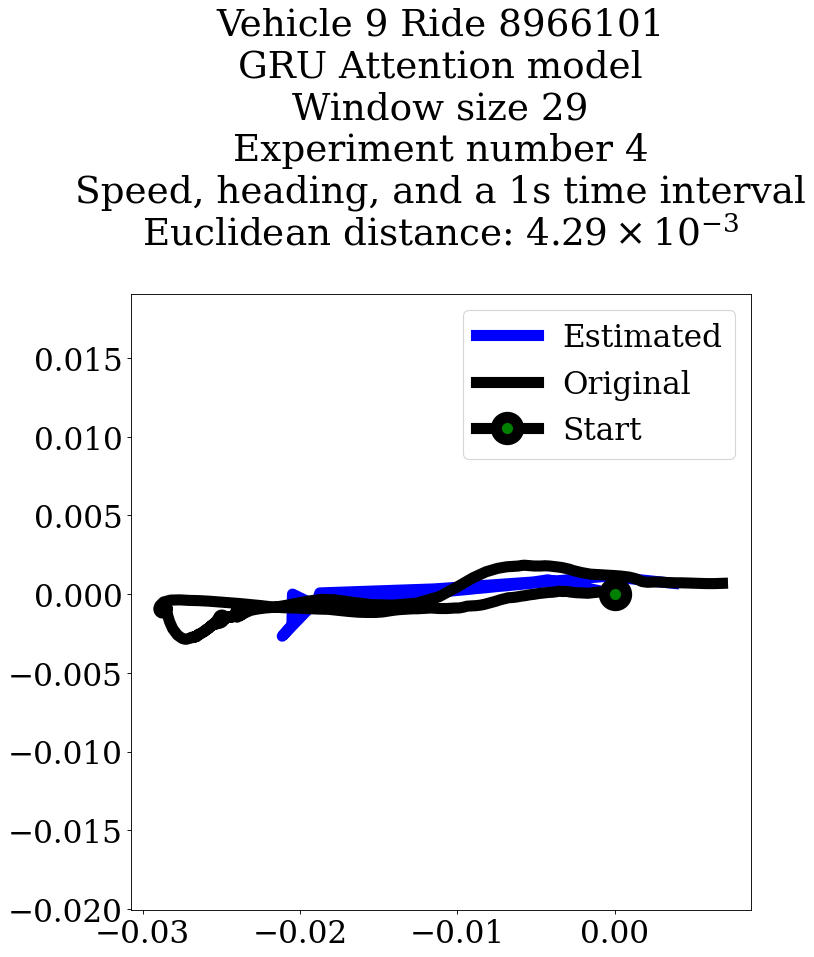 Vehicle 9 Ride 8966101
GRU Attention model
Window size 29
Experiment number 4
Speed, heading, and a 1s time interval
Euclidean distance: 4.29 × 10⁻³
Estimated
Original
Start
0.015
0.010
0.005
0.000
−0.005
−0.010
−0.015
−0.020
−0.03
−0.02
−0.01
0.00